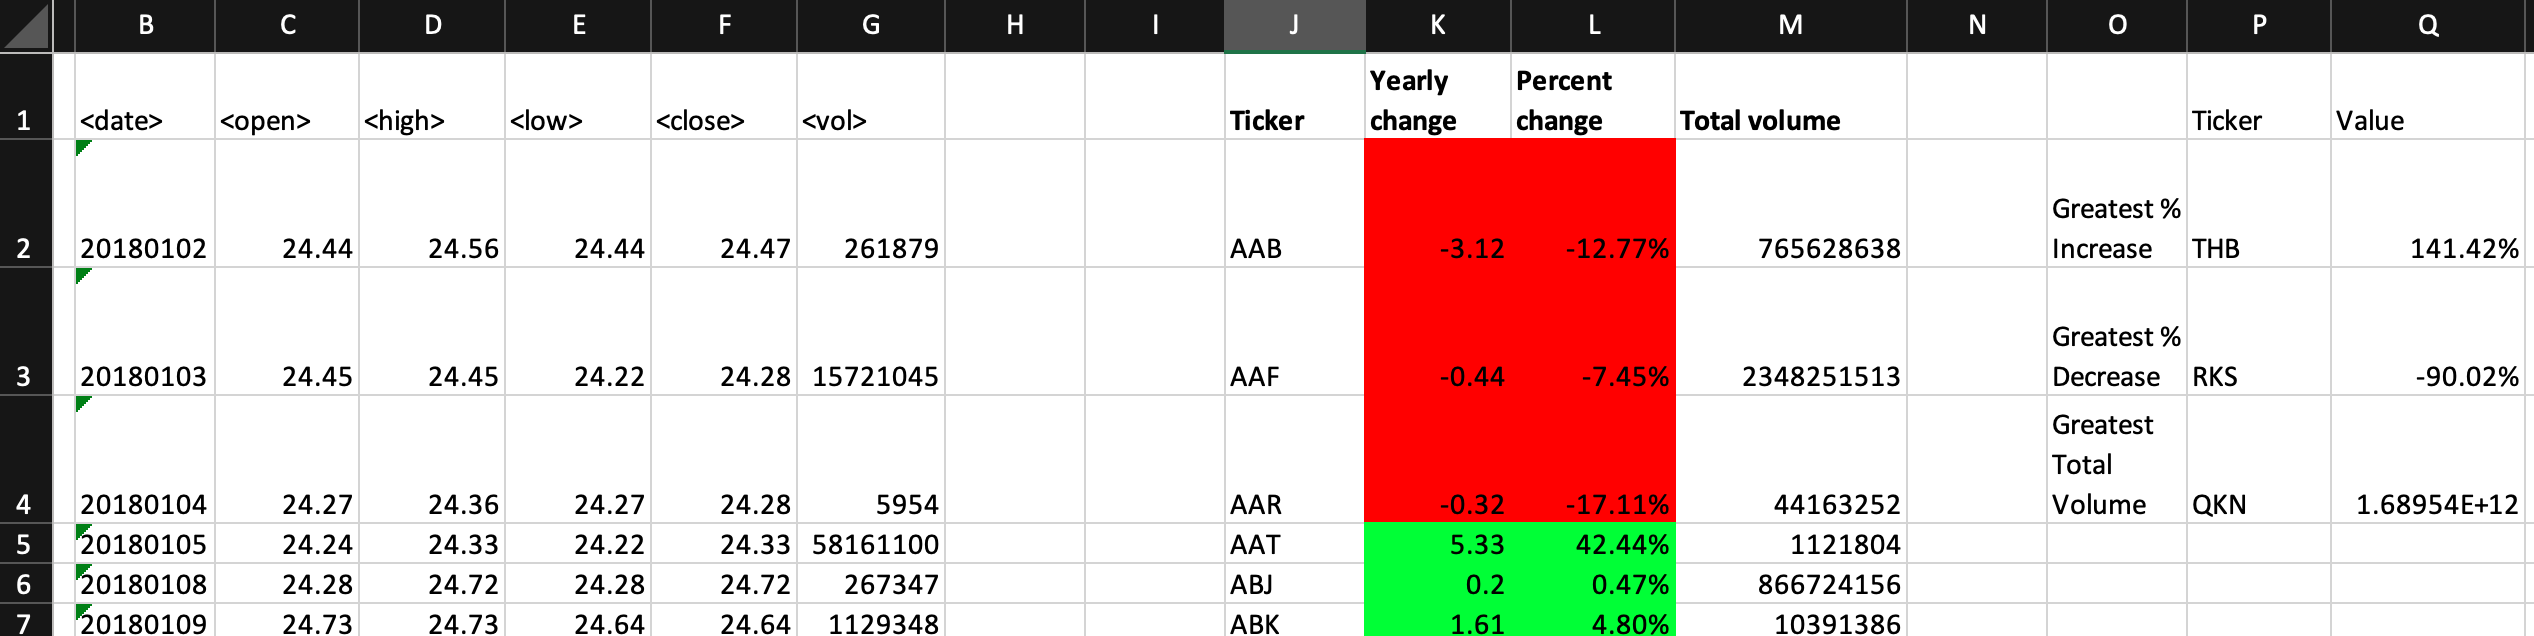 B C D E F G H I J K L M N O P Q
1 <date> <open> <high> <low> <close> <vol> Ticker Yearly change Percent change Total volume Ticker Value
2 20180102 24.44 24.56 24.44 24.47 261879 AAB -3.12 -12.77% 765628638 Greatest % Increase THB 141.42%
3 20180103 24.45 24.45 24.22 24.28 15721045 AAF -0.44 -7.45% 2348251513 Greatest % Decrease RKS -90.02%
4 20180104 24.27 24.36 24.27 24.28 5954 AAR -0.32 -17.11% 44163252 Greatest Total Volume QKN 1.68954E+12
5 20180105 24.24 24.33 24.22 24.33 58161100 AAT 5.33 42.44% 1121804
6 20180108 24.28 24.72 24.28 24.72 267347 ABJ 0.2 0.47% 866724156
7 20180109 24.73 24.73 24.64 24.64 1129348 ABK 1.61 4.80% 10391386